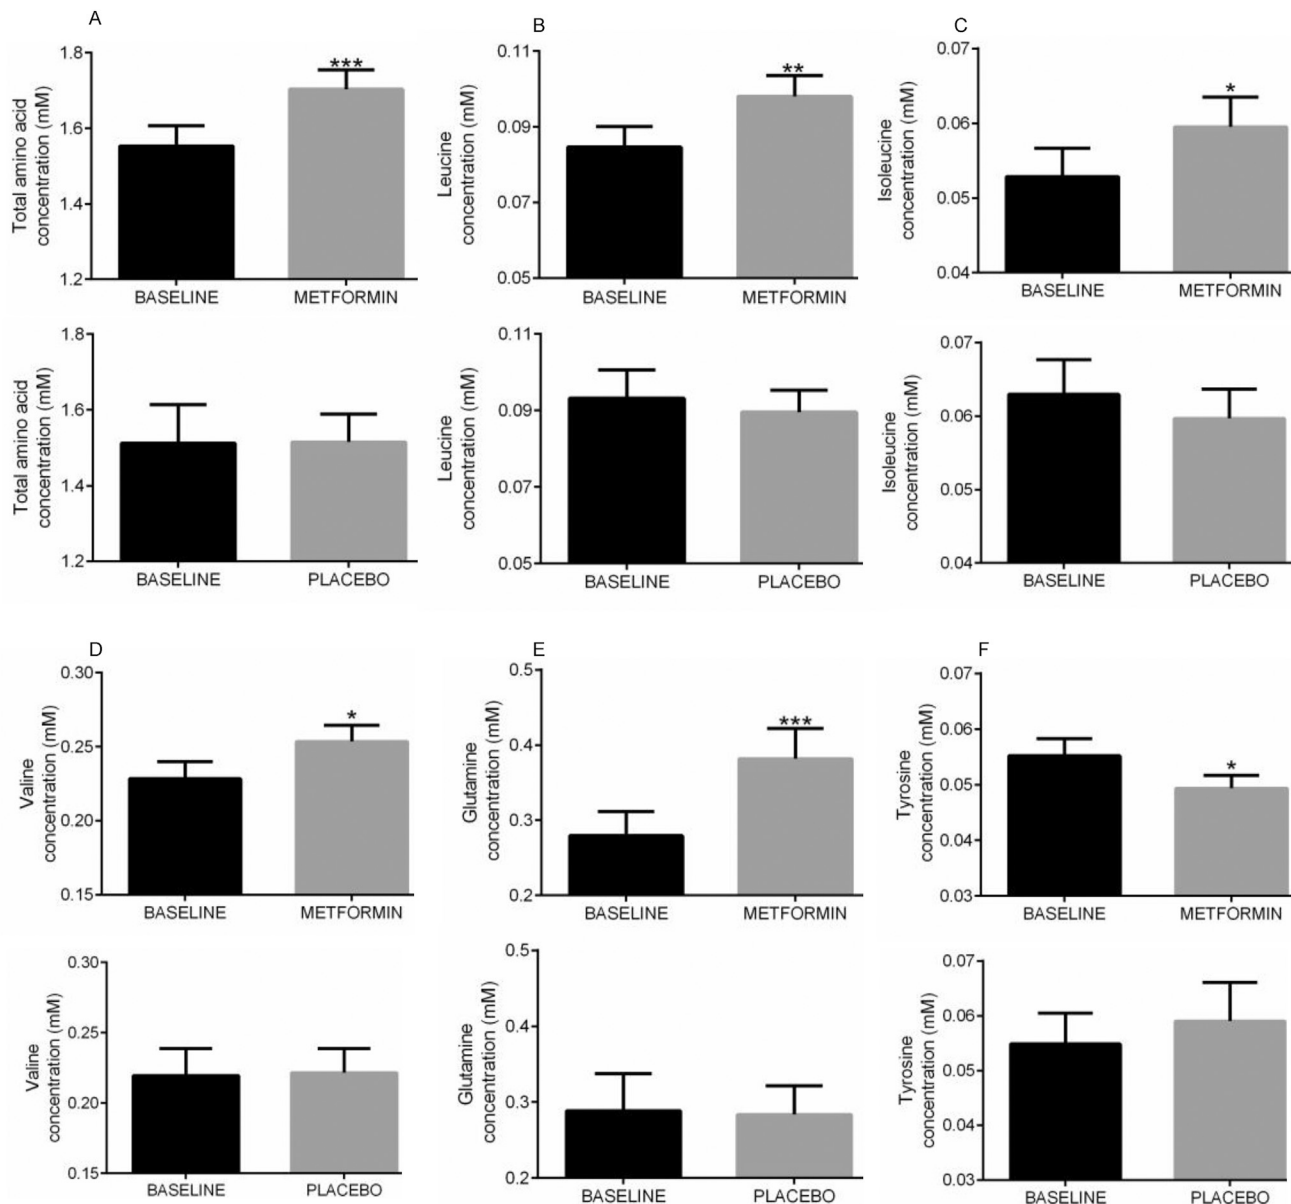 A
Total amino acid
concentration (mM)
1.8
1.6
1.4
1.2
***
BASELINE
METFORMIN
B
Leucine
concentration (mM)
0.11
0.09
0.07
0.05
**
BASELINE
METFORMIN
C
Isoleucine
concentration (mM)
0.07
0.06
0.05
0.04
*
BASELINE
METFORMIN
Total amino acid
concentration (mM)
1.8
1.6
1.4
1.2
BASELINE
PLACEBO
Leucine
concentration (mM)
0.11
0.09
0.07
0.05
BASELINE
PLACEBO
Isoleucine
concentration (mM)
0.07
0.06
0.05
0.04
BASELINE
PLACEBO
D
Valine
concentration (mM)
0.30
0.25
0.20
0.15
*
BASELINE
METFORMIN
E
Glutamine
concentration (mM)
0.5
0.4
0.3
0.2
***
BASELINE
METFORMIN
F
Tyrosine
concentration (mM)
0.07
0.06
0.05
0.04
0.03
*
BASELINE
METFORMIN
Valine
concentration (mM)
0.30
0.25
0.20
0.15
BASELINE
PLACEBO
Glutamine
concentration (mM)
0.5
0.4
0.3
0.2
BASELINE
PLACEBO
Tyrosine
concentration (mM)
0.07
0.06
0.05
0.04
0.03
BASELINE
PLACEBO